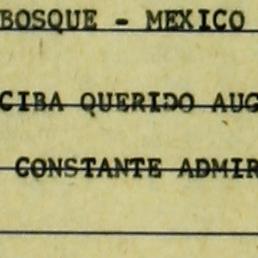 BOSQUE - MEXICO
CIBA QUERIDO AUG
CONSTANTE ADMIR